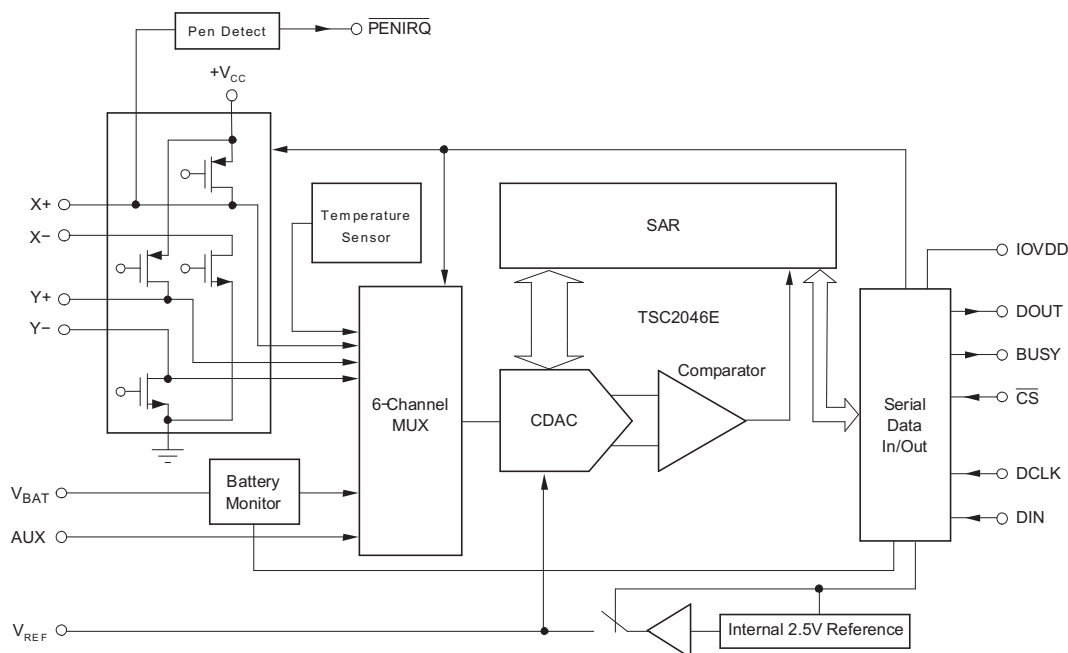 Pen Detect
PENIRQ
+VCC
X+
X−
Y+
Y−
Temperature
Sensor
SAR
IOVDD
TSC2046E
DOUT
BUSY
CS
Comparator
6−Channel
MUX
CDAC
Serial
Data
In/Out
DCLK
DIN
VBAT
Battery
Monitor
AUX
VREF
Internal 2.5V Reference